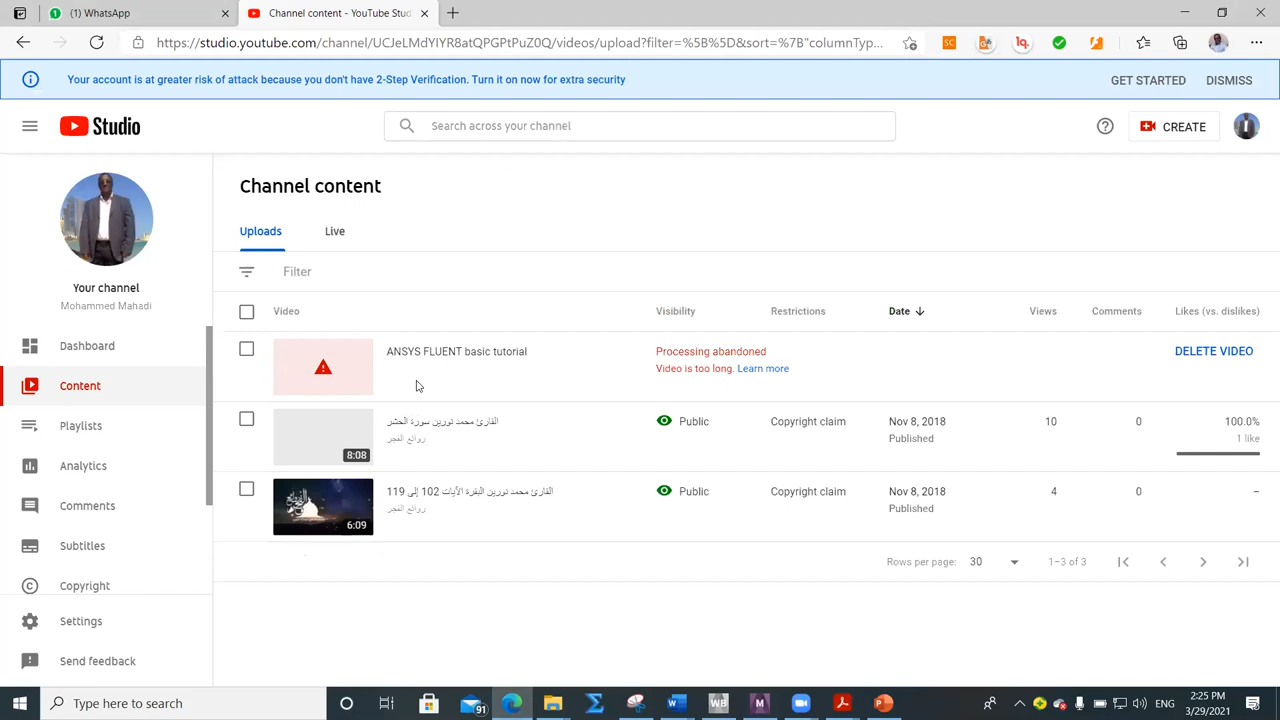 (1) WhatsApp
Channel content - YouTube Stud
https://studio.youtube.com/channel/UCJeLMdYIYR8atQPGPtPuZ0Q/videos/upload?filter=%5B%5D&sort=%7B"columnTyp...
Your account is at greater risk of attack because you don't have 2-Step Verification. Turn it on now for extra security
GET STARTED
DISMISS
Studio
Search across your channel
CREATE
Your channel
Mohammed Mahadi
Dashboard
Content
Playlists
Analytics
Comments
Subtitles
Copyright
Settings
Send feedback
Channel content
Uploads
Live
Filter
Video
Visibility
Restrictions
Date
Views
Comments
Likes (vs. dislikes)
ANSYS FLUENT basic tutorial
Processing abandoned
Video is too long. Learn more
DELETE VIDEO
8:08
القارئ محمد نورين سورة الحشر
روائع الفجر
Public
Copyright claim
Nov 8, 2018
Published
10
0
100.0%
1 like
6:09
القارئ محمد نورين البقرة الآيات 102 إلى 119
روائع الفجر
Public
Copyright claim
Nov 8, 2018
Published
4
0
–
Rows per page: 30
1–3 of 3
Type here to search
91
WB
M
ENG
2:25 PM
3/29/2021